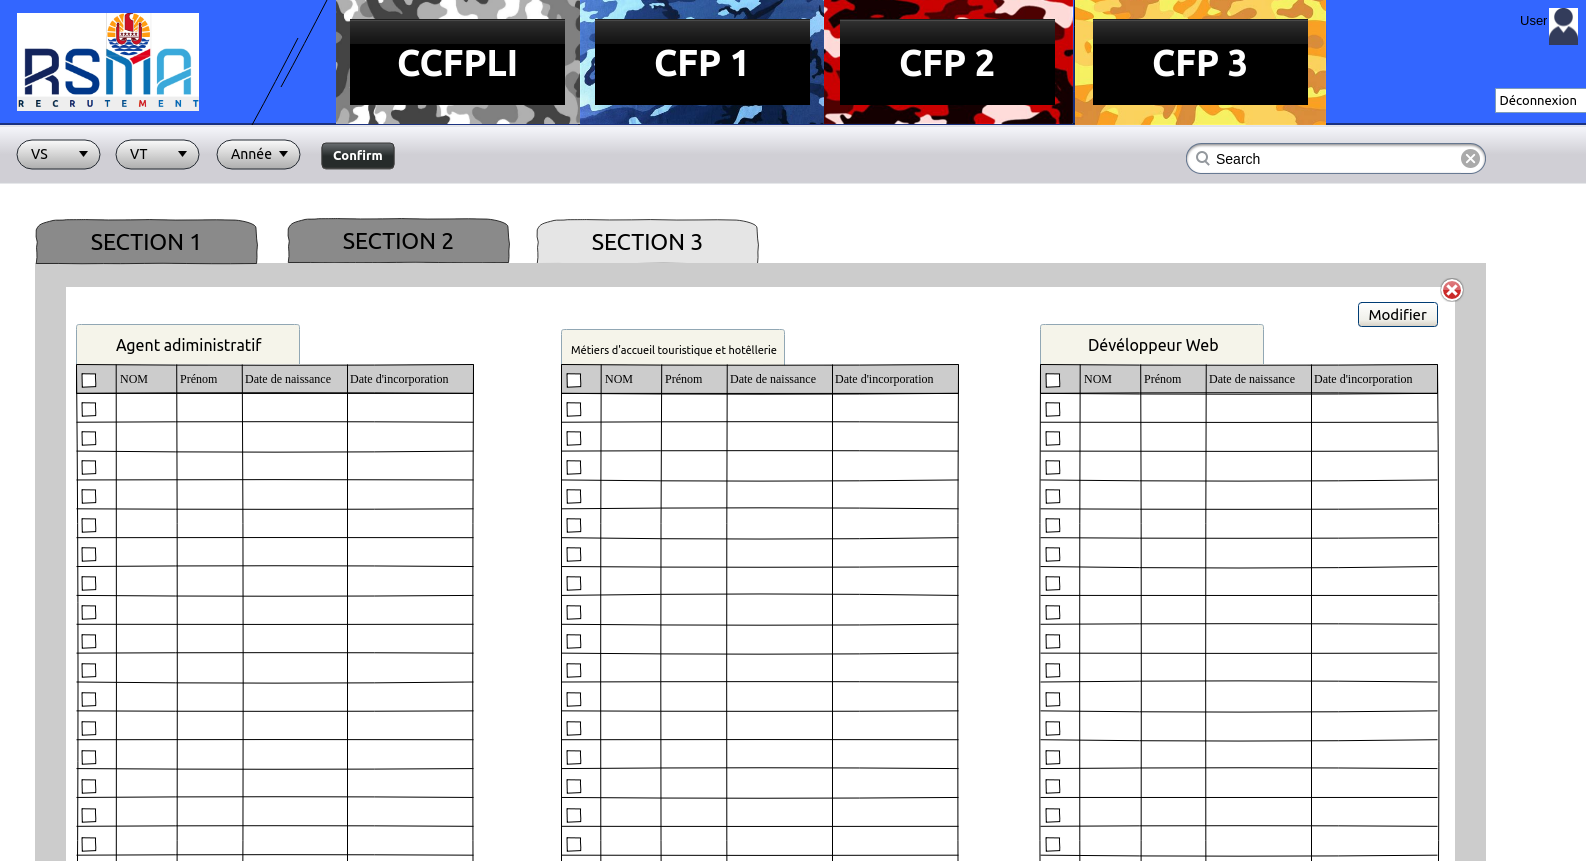 RSMA
RECRUTEMENT
CCFPLI
CFP 1
CFP 2
CFP 3
User
Déconnexion
VS
VT
Année
Confirm
Search
SECTION 1
SECTION 2
SECTION 3
Modifier
Agent adiministratif
NOM Prénom Date de naissance Date d'incorporation
Métiers d'accueil touristique et hotêllerie
NOM Prénom Date de naissance Date d'incorporation
Dévéloppeur Web
NOM Prénom Date de naissance Date d'incorporation